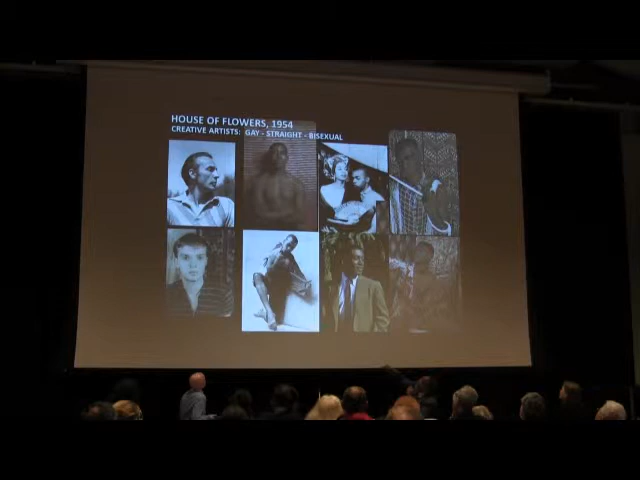 HOUSE OF FLOWERS, 1954
CREATIVE ARTISTS:  GAY - STRAIGHT - BISEXUAL